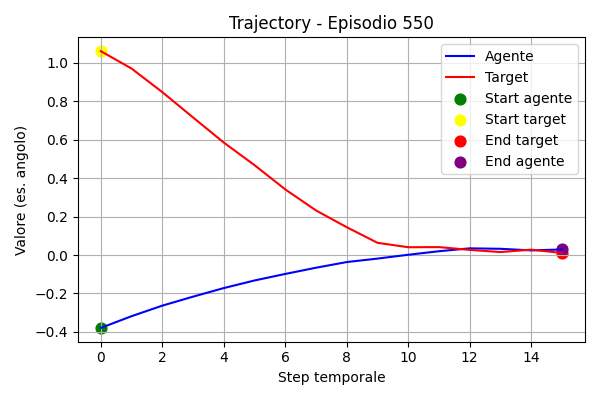 Trajectory - Episodio 550
Valore (es. angolo)
1.0
0.8
0.6
0.4
0.2
0.0
−0.2
−0.4
0 2 4 6 8 10 12 14
Step temporale
Agente
Target
Start agente
Start target
End target
End agente